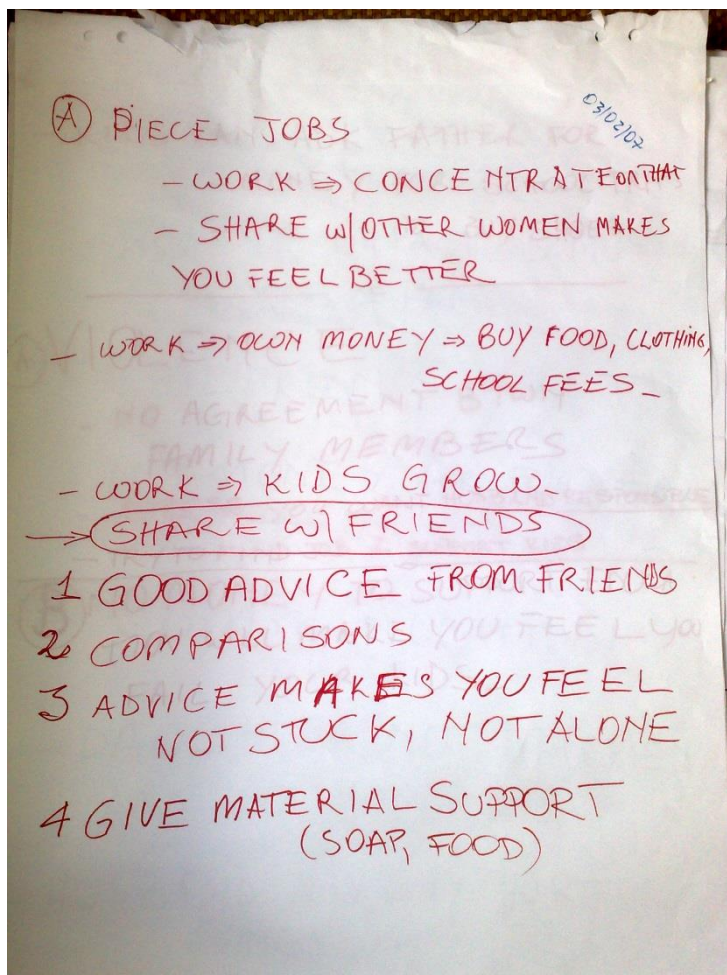 03/02/07
Ⓐ PIECE JOBS
- WORK ⇒ CONCENTRATE ON THAT
- SHARE W/ OTHER WOMEN MAKES
YOU FEEL BETTER
- WORK ⇒ OWN MONEY ⇒ BUY FOOD, CLOTHING,
SCHOOL FEES -
- WORK ⇒ KIDS GROW
→ SHARE W/ FRIENDS
1 GOOD ADVICE FROM FRIENDS
2 COMPARISONS
3 ADVICE MAKES YOU FEEL
NOT STUCK, NOT ALONE
4 GIVE MATERIAL SUPPORT
(SOAP, FOOD)